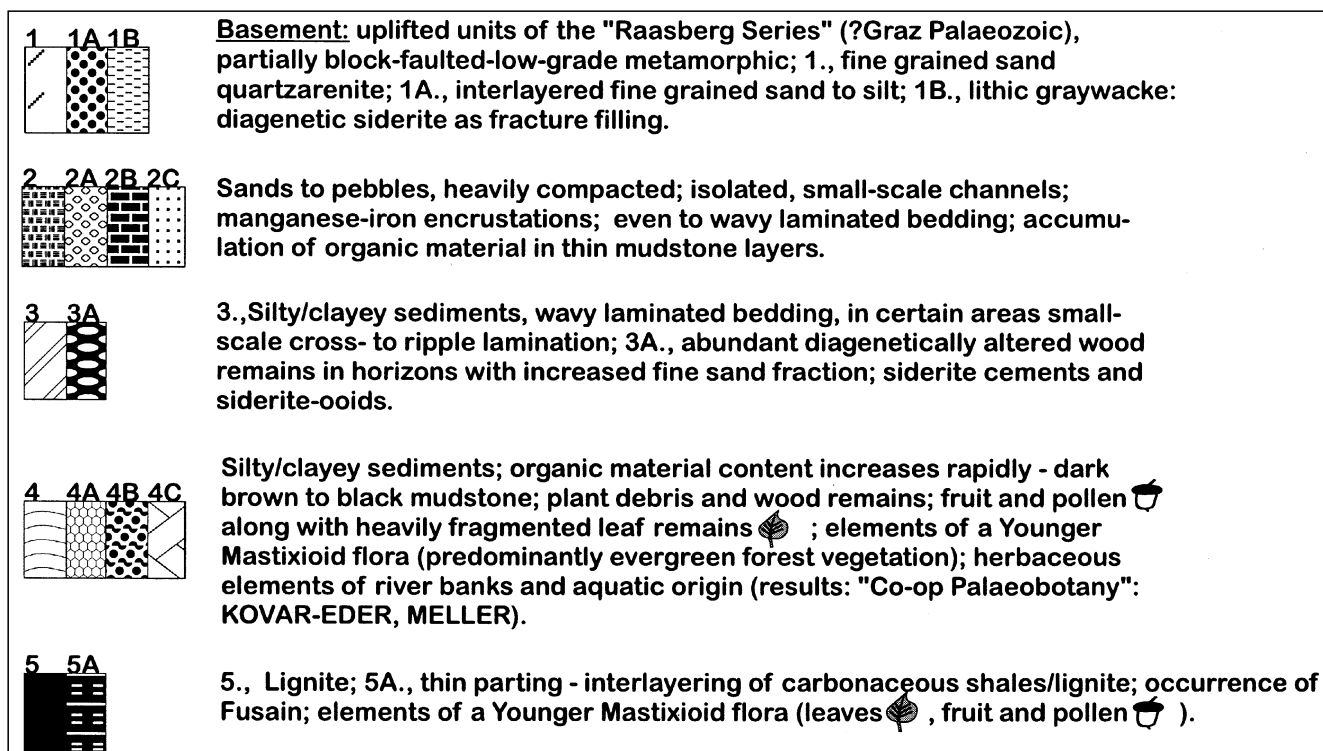 1 1A 1B
Basement: uplifted units of the "Raasberg Series" (?Graz Palaeozoic),
partially block-faulted-low-grade metamorphic; 1., fine grained sand
quartzarenite; 1A., interlayered fine grained sand to silt; 1B., lithic graywacke:
diagenetic siderite as fracture filling.
2 2A 2B 2C
Sands to pebbles, heavily compacted; isolated, small-scale channels;
manganese-iron encrustations; even to wavy laminated bedding; accumu-
lation of organic material in thin mudstone layers.
3 3A
3.,Silty/clayey sediments, wavy laminated bedding, in certain areas small-
scale cross- to ripple lamination; 3A., abundant diagenetically altered wood
remains in horizons with increased fine sand fraction; siderite cements and
siderite-ooids.
4 4A 4B 4C
Silty/clayey sediments; organic material content increases rapidly - dark
brown to black mudstone; plant debris and wood remains; fruit and pollen
along with heavily fragmented leaf remains ; elements of a Younger
Mastixioid flora (predominantly evergreen forest vegetation); herbaceous
elements of river banks and aquatic origin (results: "Co-op Palaeobotany":
KOVAR-EDER, MELLER).
5 5A
5., Lignite; 5A., thin parting - interlayering of carbonaceous shales/lignite; occurrence of
Fusain; elements of a Younger Mastixioid flora (leaves , fruit and pollen ).